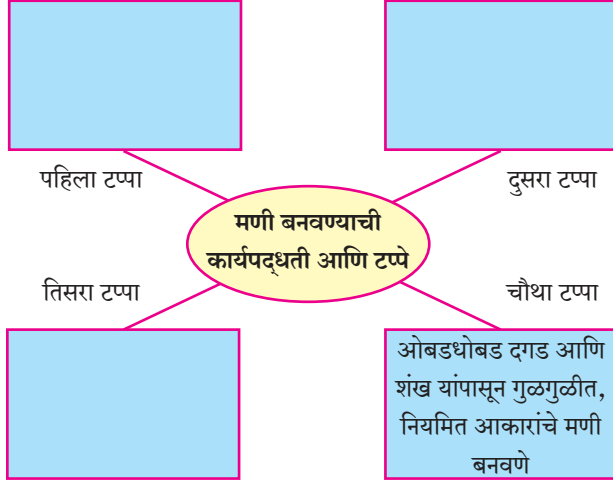 पहिला टप्पा
दुसरा टप्पा
मणी बनवण्याची
कार्यपद्धती आणि टप्पे
तिसरा टप्पा
चौथा टप्पा
ओबडधोबड दगड आणि
शंख यांपासून गुळगुळीत,
नियमित आकारांचे मणी
बनवणे